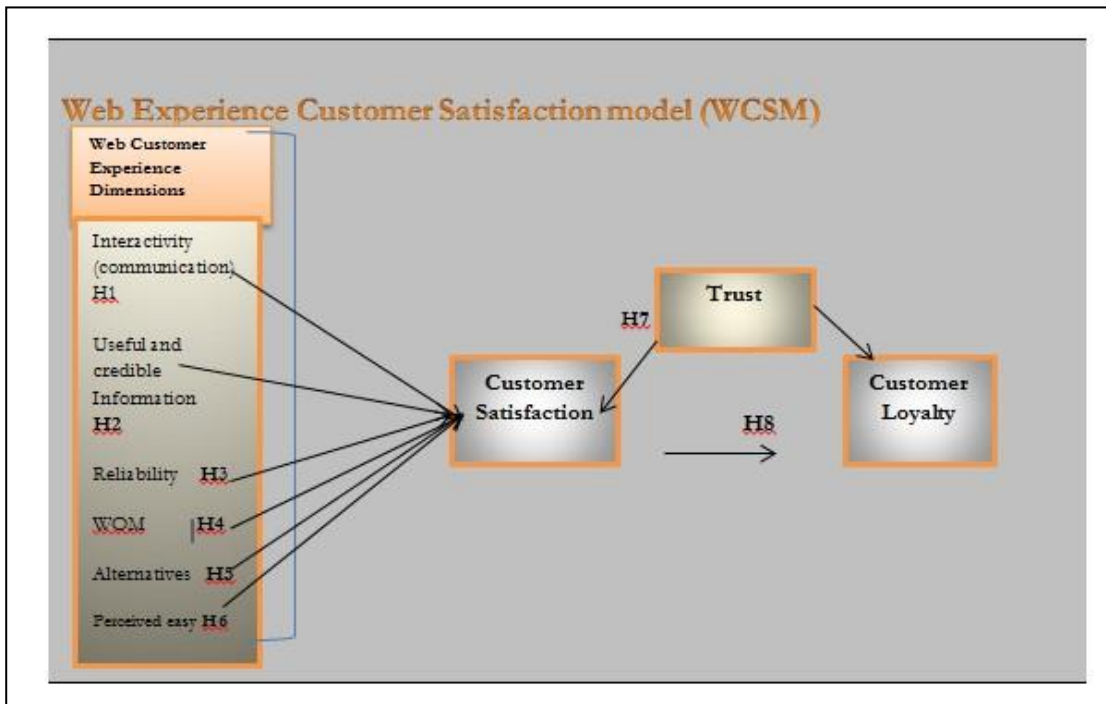 Web Experience Customer Satisfaction model (WCSM)
Web Customer
Experience
Dimensions
Interactivity
(communication)
H1
Useful and
credible
Information
H2
Reliability H3
WOM H4
Alternatives H5
Perceived easy H6
Customer
Satisfaction
H7
Trust
H8
Customer
Loyalty